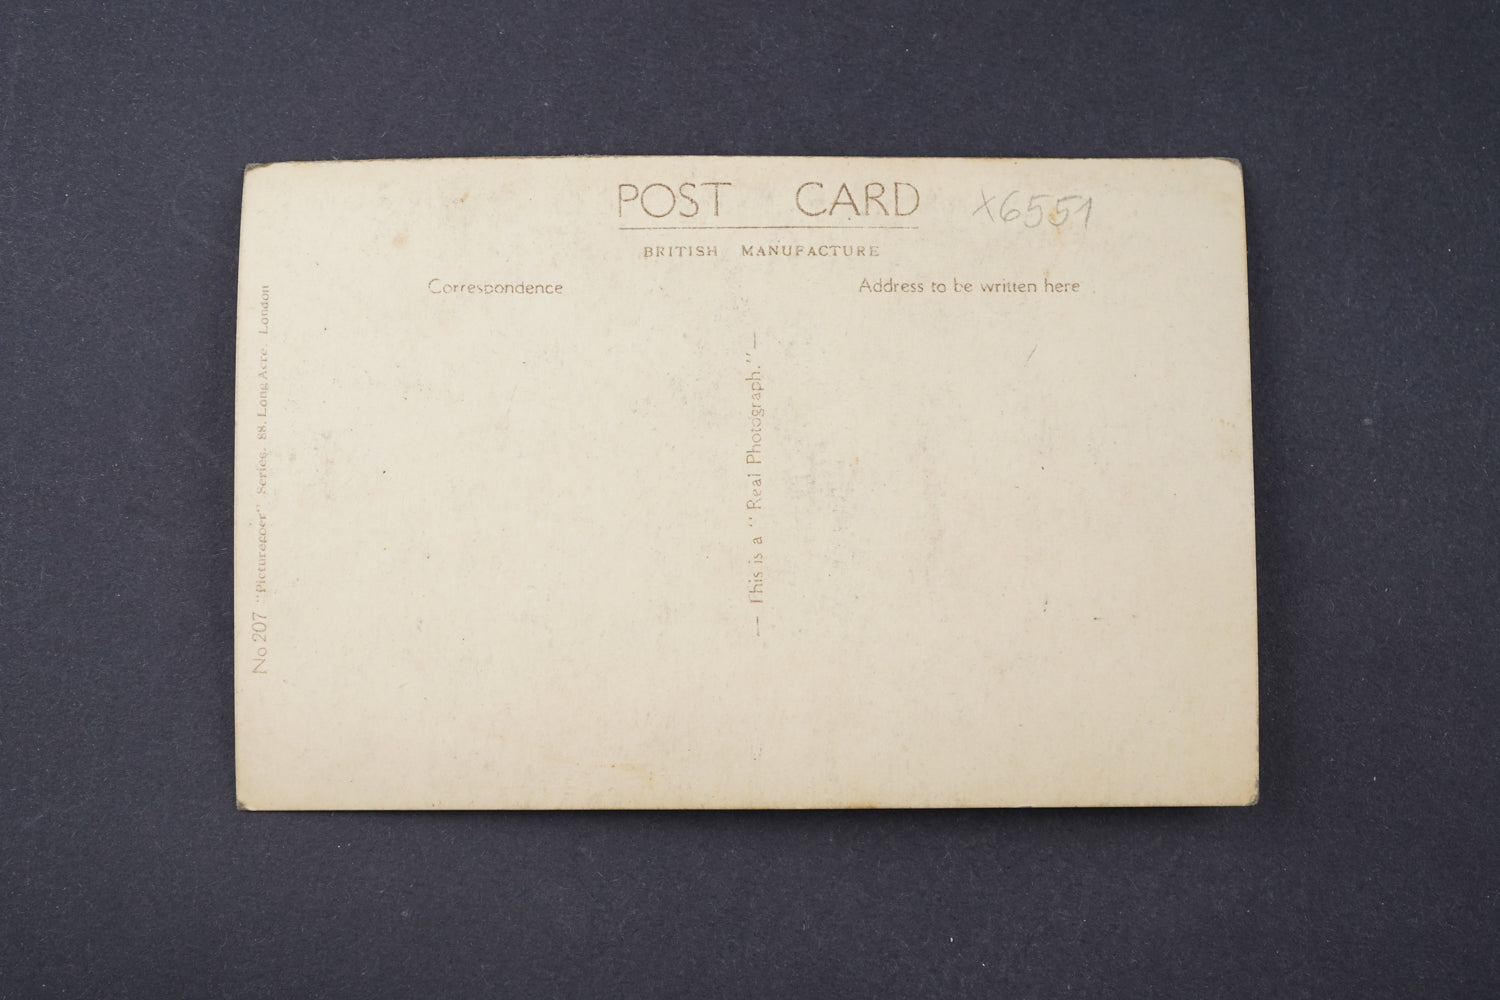 POST CARD
X6551
BRITISH MANUFACTURE
Correspondence
Address to be written here
— This is a "Real Photograph." —
No 207 "Picturegoer" Series. 88. Long Acre. London